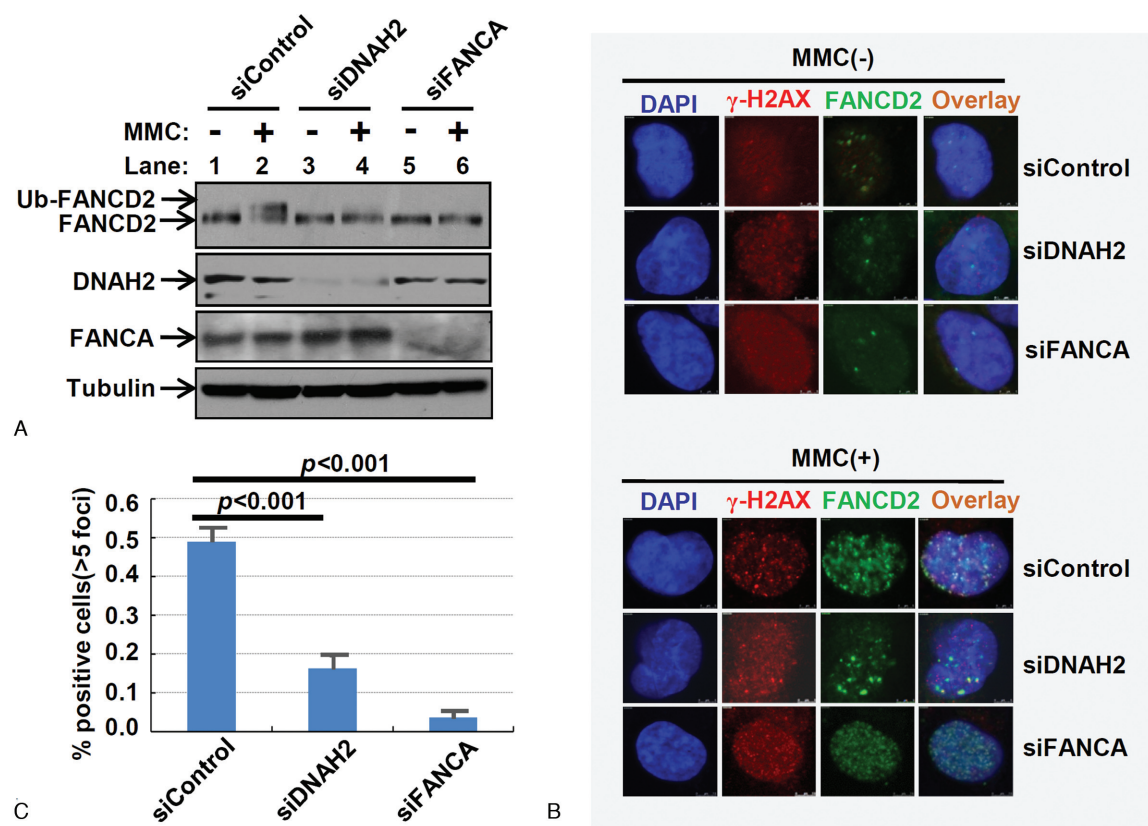 siControl siDNAH2 siFANCA
MMC: - + - + - +
Lane: 1 2 3 4 5 6
Ub-FANCD2
FANCD2
DNAH2
FANCA
Tubulin
A
MMC(-)
DAPI γ-H2AX FANCD2 Overlay
siControl
siDNAH2
siFANCA
MMC(+)
DAPI γ-H2AX FANCD2 Overlay
siControl
siDNAH2
siFANCA
B
p<0.001
p<0.001
% positive cells(>5 foci)
0.6
0.5
0.4
0.3
0.2
0.1
0.0
siControl siDNAH2 siFANCA
C